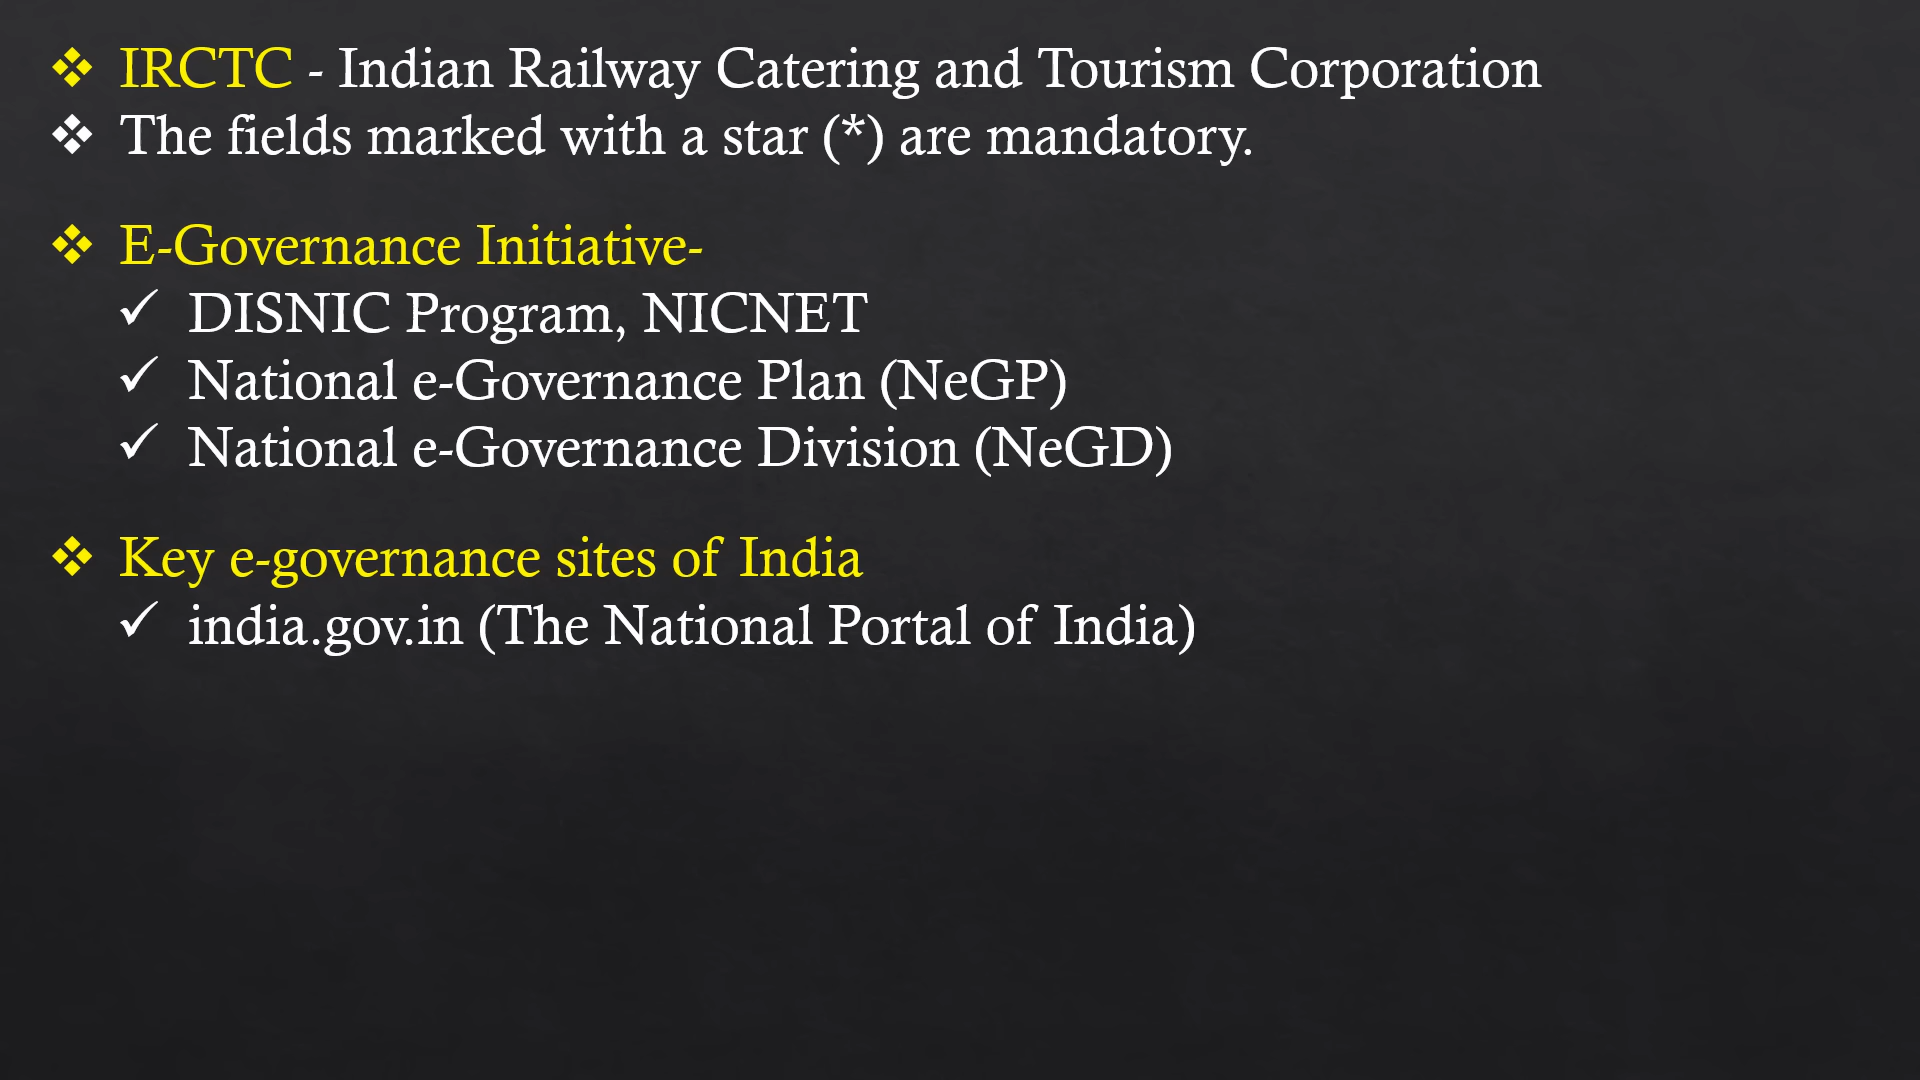 ❖ IRCTC - Indian Railway Catering and Tourism Corporation
❖ The fields marked with a star (*) are mandatory.
❖ E-Governance Initiative-
✓ DISNIC Program, NICNET
✓ National e-Governance Plan (NeGP)
✓ National e-Governance Division (NeGD)
❖ Key e-governance sites of India
✓ india.gov.in (The National Portal of India)